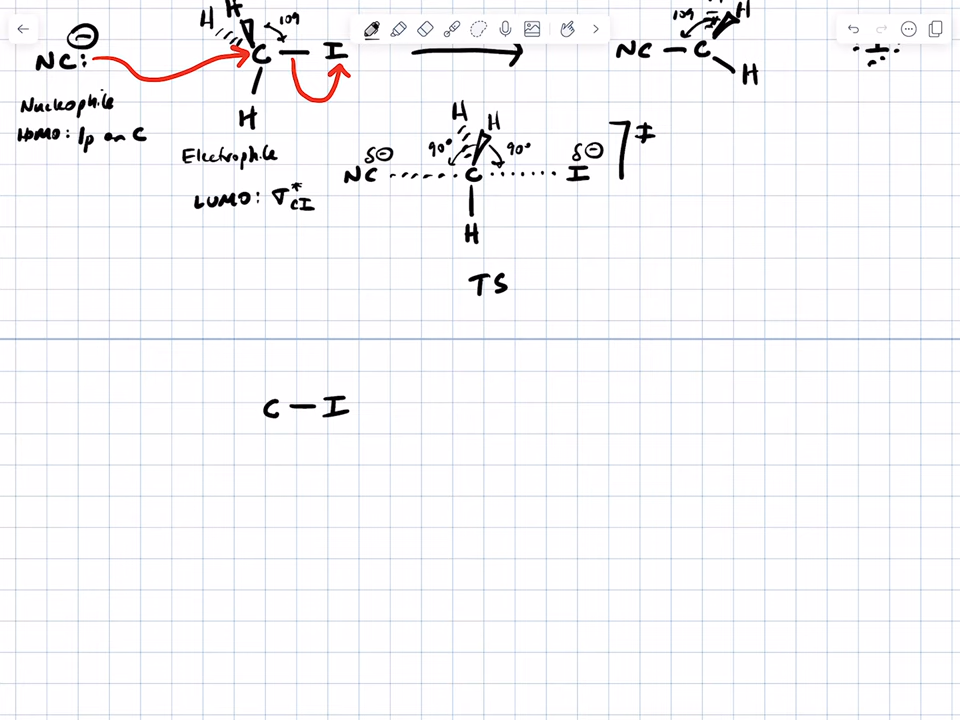 H H 109 109 H
NC: ⊖ C — I → NC — C I
H H
Nucleophile
HOMO: lp on C
Electrophile
LUMO: σ*CI
H H ‡
δ⊖ 90° 90° δ⊖
NC C I
H
TS
C — I